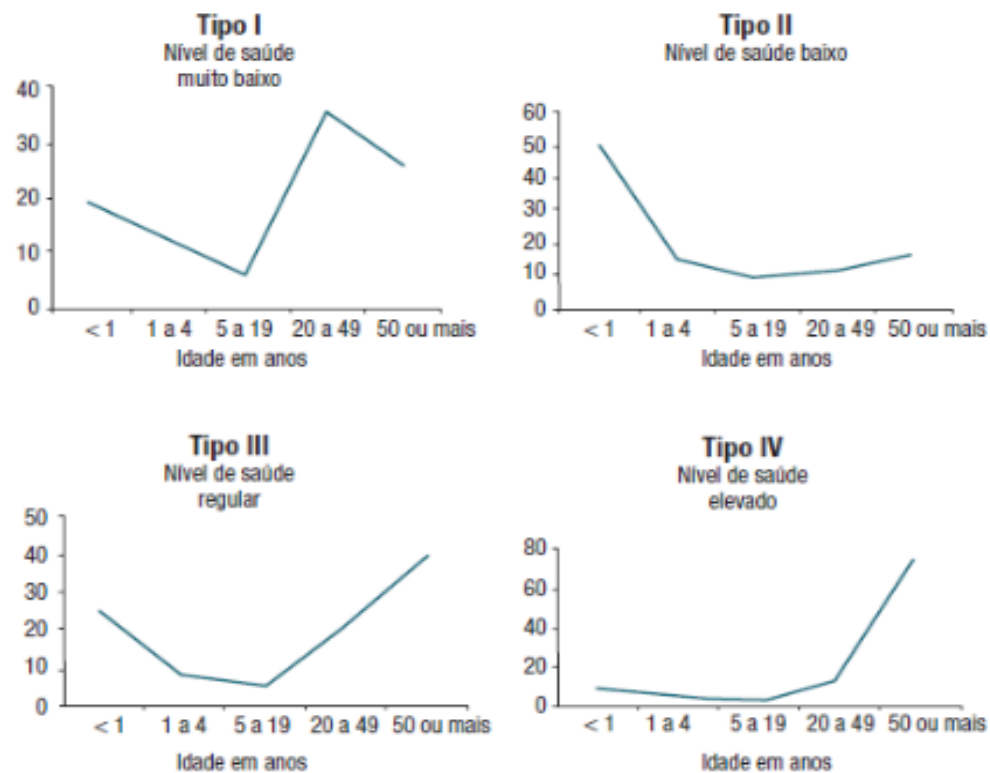 Tipo I
Nível de saúde
muito baixo
40
30
20
10
0
< 1 1 a 4 5 a 19 20 a 49 50 ou mais
Idade em anos
Tipo II
Nível de saúde baixo
60
50
40
30
20
10
0
< 1 1 a 4 5 a 19 20 a 49 50 ou mais
Idade em anos
Tipo III
Nível de saúde
regular
50
40
30
20
10
0
< 1 1 a 4 5 a 19 20 a 49 50 ou mais
Idade em anos
Tipo IV
Nível de saúde
elevado
80
60
40
20
0
< 1 1 a 4 5 a 19 20 a 49 50 ou mais
Idade em anos